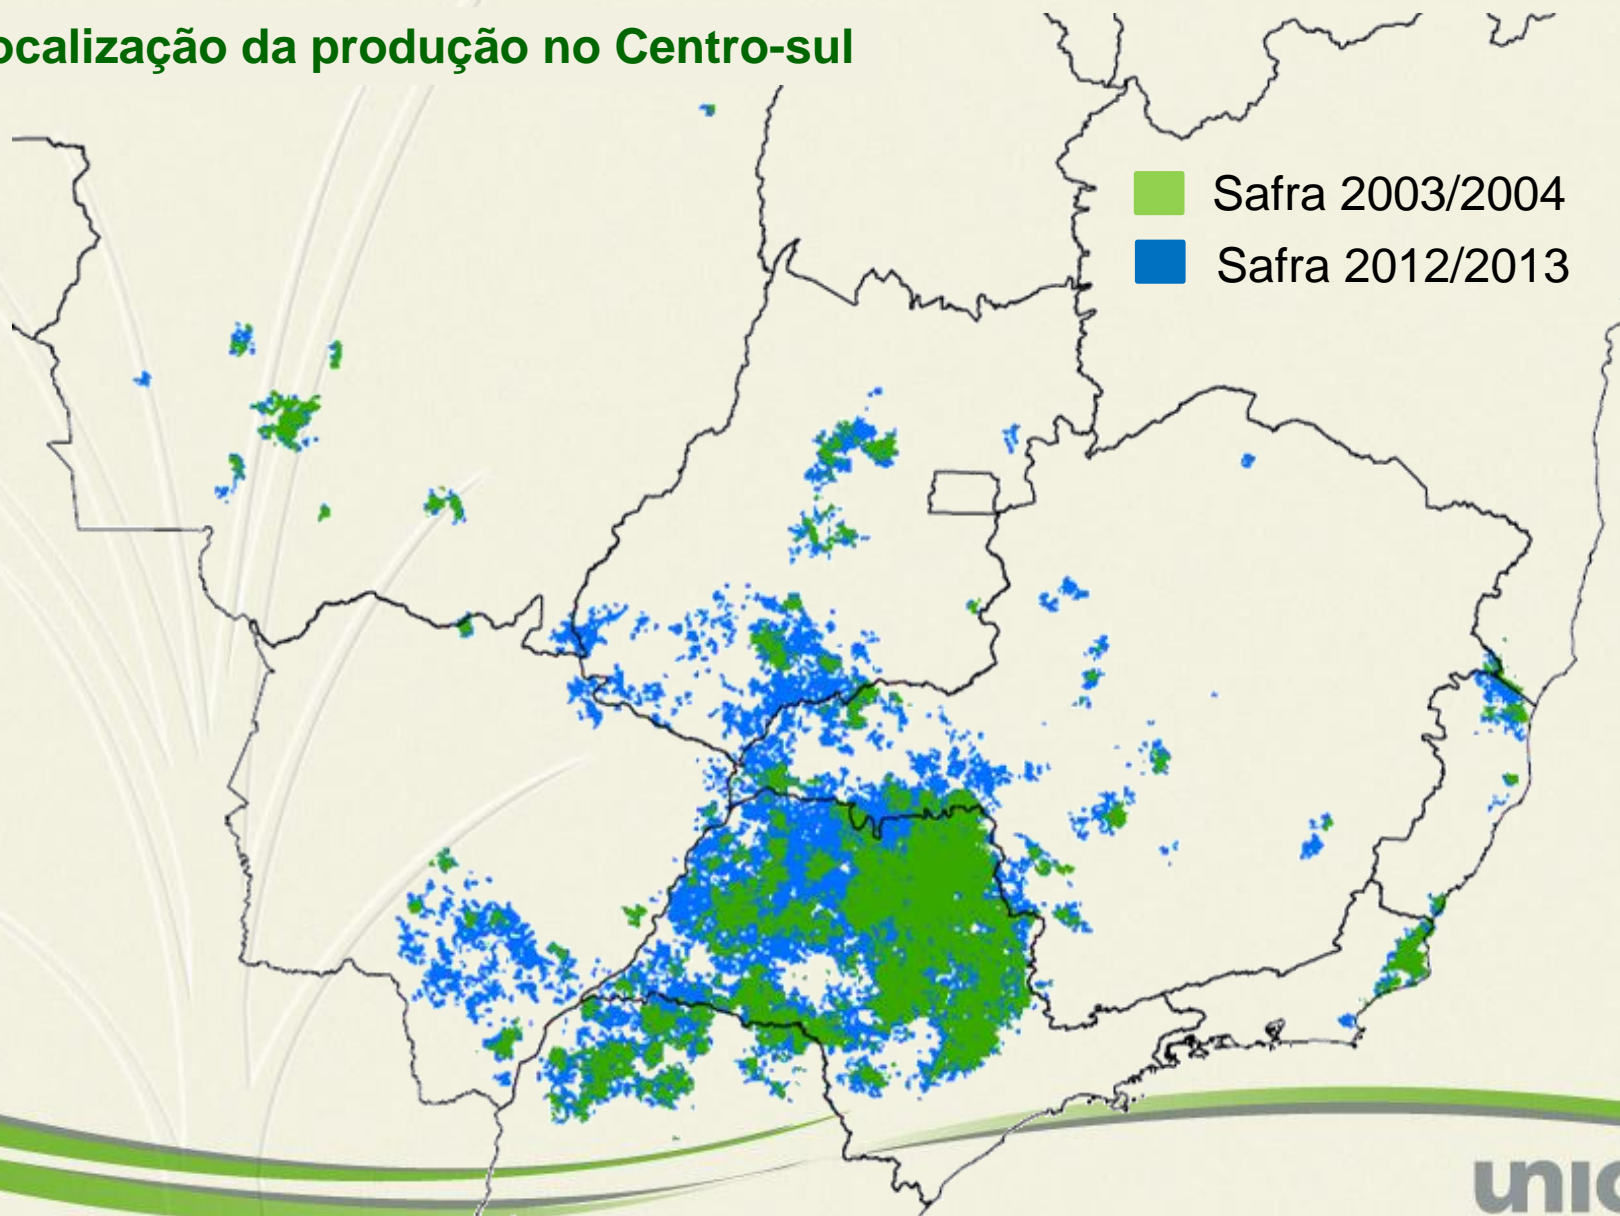 ocalização da produção no Centro-sul
Safra 2003/2004
Safra 2012/2013
unic